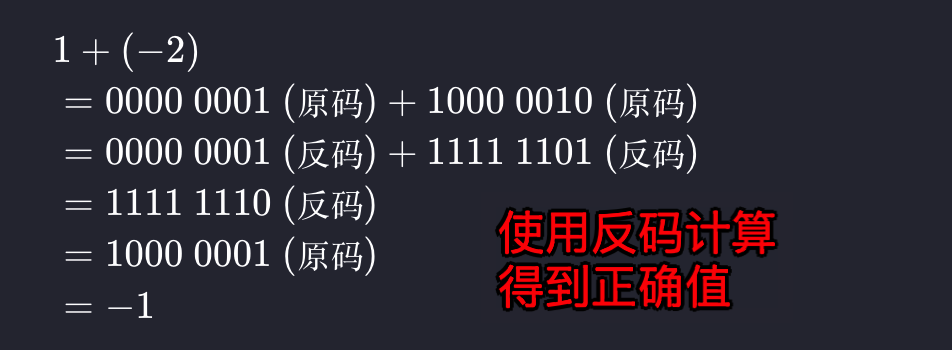 1 + (−2)
= 0000 0001 (原码) + 1000 0010 (原码)
= 0000 0001 (反码) + 1111 1101 (反码)
= 1111 1110 (反码)
= 1000 0001 (原码)
= −1
使用反码计算
得到正确值